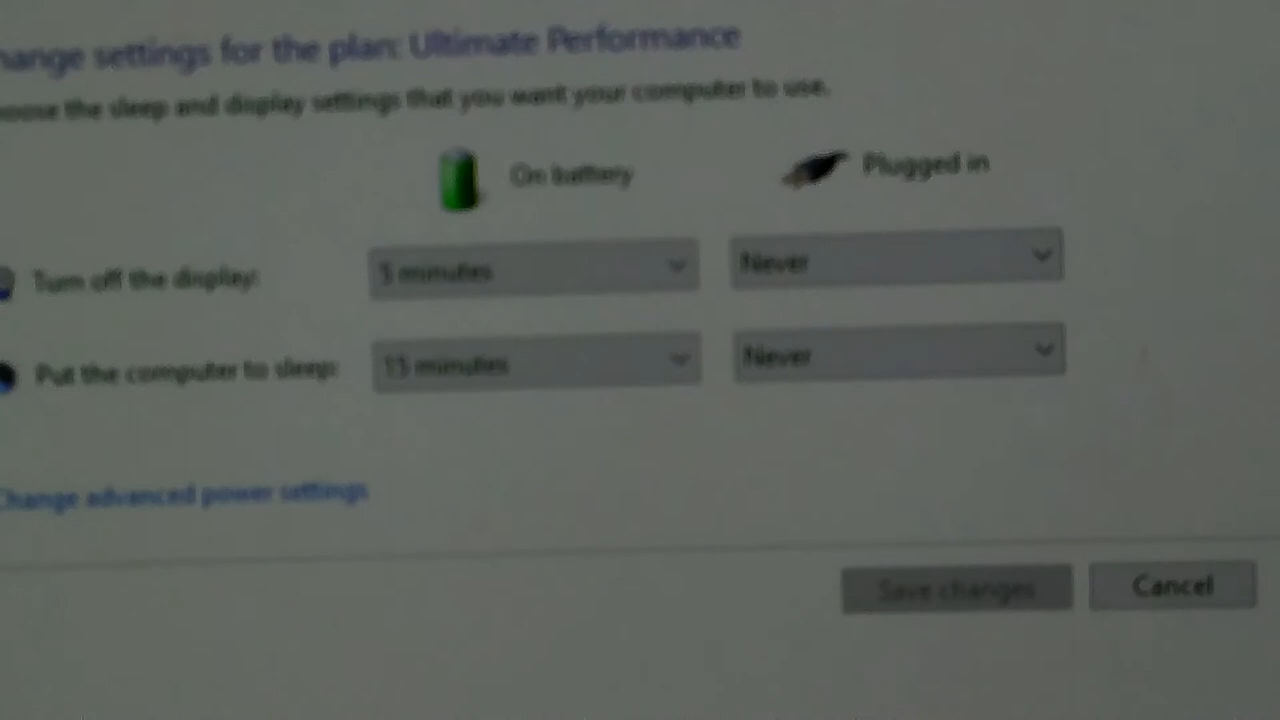 hange settings for the plan: Ultimate Performance
oose the sleep and display settings that you want your computer to use.
On battery
Plugged in
Turn off the display:
5 minutes
Never
Put the computer to sleep:
15 minutes
Never
Change advanced power settings
Save changes
Cancel